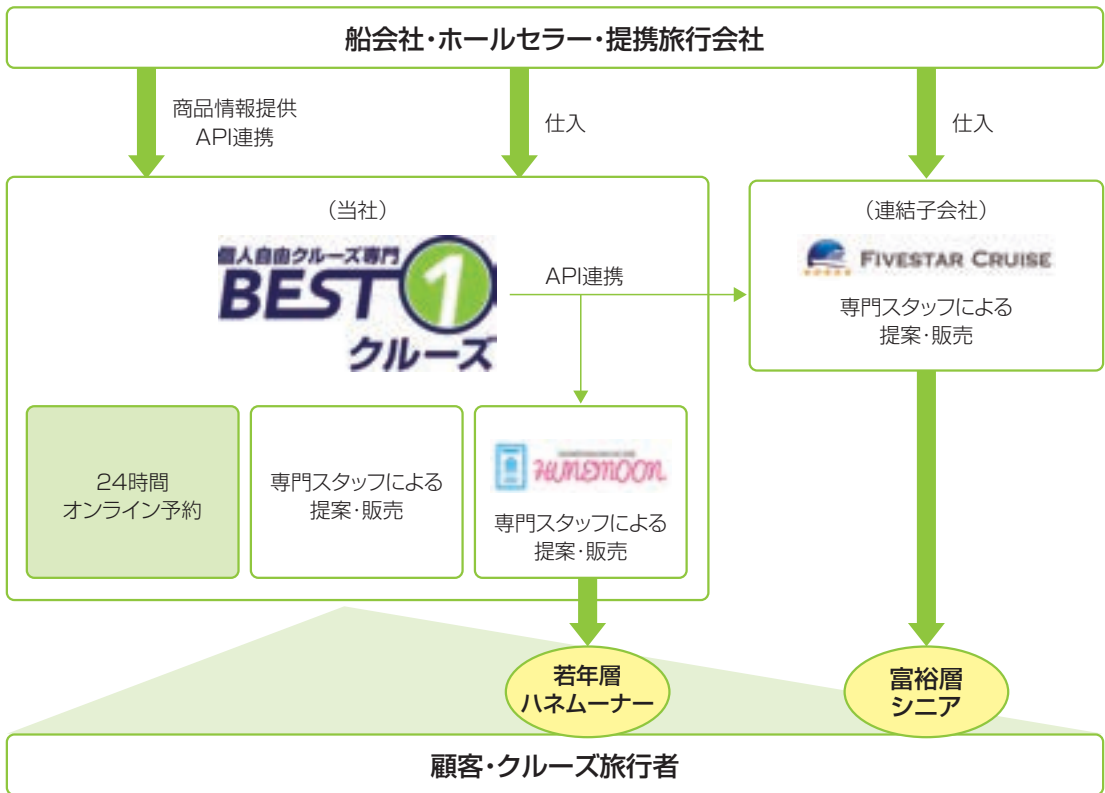 船会社・ホールセラー・提携旅行会社
商品情報提供
API連携
仕入
仕入
（当社）
個人自由クルーズ専門
BEST1
クルーズ
API連携
（連結子会社）
FIVESTAR CRUISE
専門スタッフによる
提案・販売
24時間
オンライン予約
専門スタッフによる
提案・販売
HUNEMOON
専門スタッフによる
提案・販売
若年層
ハネムーナー
富裕層
シニア
顧客・クルーズ旅行者